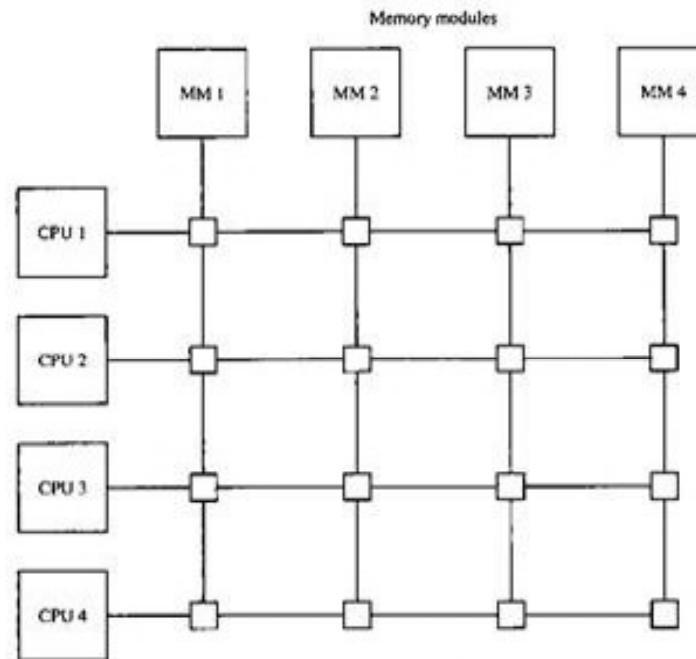 Memory modules
MM 1
MM 2
MM 3
MM 4
CPU 1
CPU 2
CPU 3
CPU 4